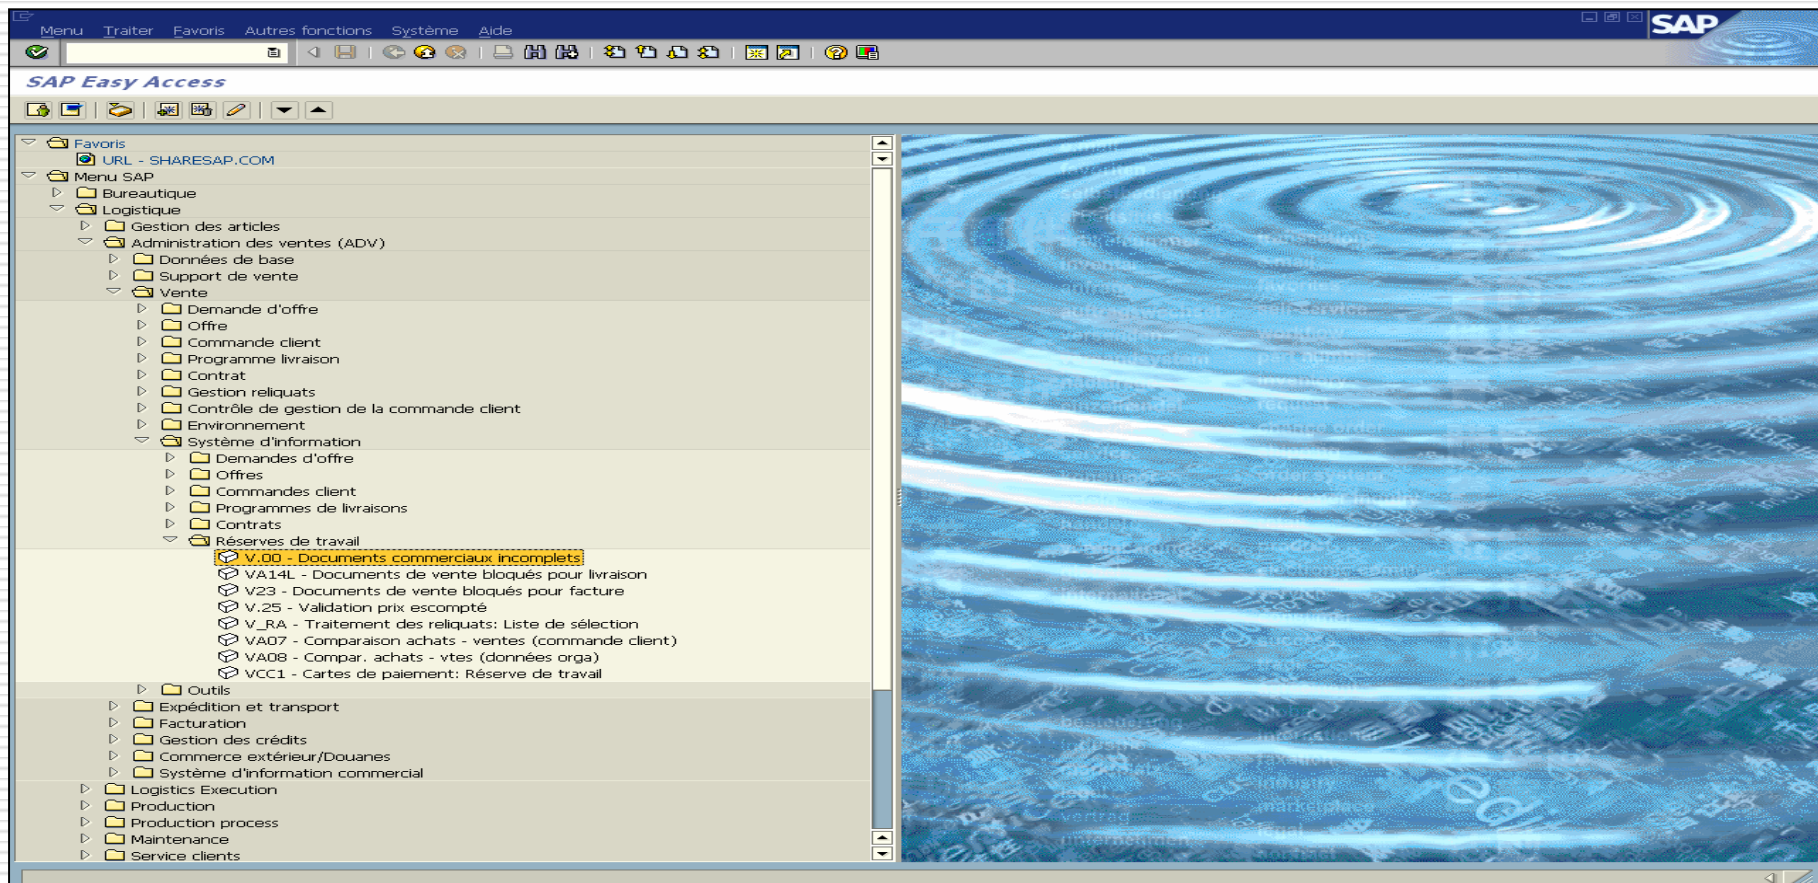 Menu Traiter Favoris Autres fonctions Système Aide
SAP
SAP Easy Access
Favoris
URL - SHARESAP.COM
Menu SAP
Bureautique
Logistique
Gestion des articles
Administration des ventes (ADV)
Données de base
Support de vente
Vente
Demande d'offre
Offre
Commande client
Programme livraison
Contrat
Gestion reliquats
Contrôle de gestion de la commande client
Environnement
Système d'information
Demandes d'offre
Offres
Commandes client
Programmes de livraisons
Contrats
Réserves de travail
V.00 - Documents commerciaux incomplets
VA14L - Documents de vente bloqués pour livraison
V23 - Documents de vente bloqués pour facture
V.25 - Validation prix escompté
V_RA - Traitement des reliquats: Liste de sélection
VA07 - Comparaison achats - ventes (commande client)
VA08 - Compar. achats - vtes (données orga)
VCC1 - Cartes de paiement: Réserve de travail
Outils
Expédition et transport
Facturation
Gestion des crédits
Commerce extérieur/Douanes
Système d'information commercial
Logistics Execution
Production
Production process
Maintenance
Service clients